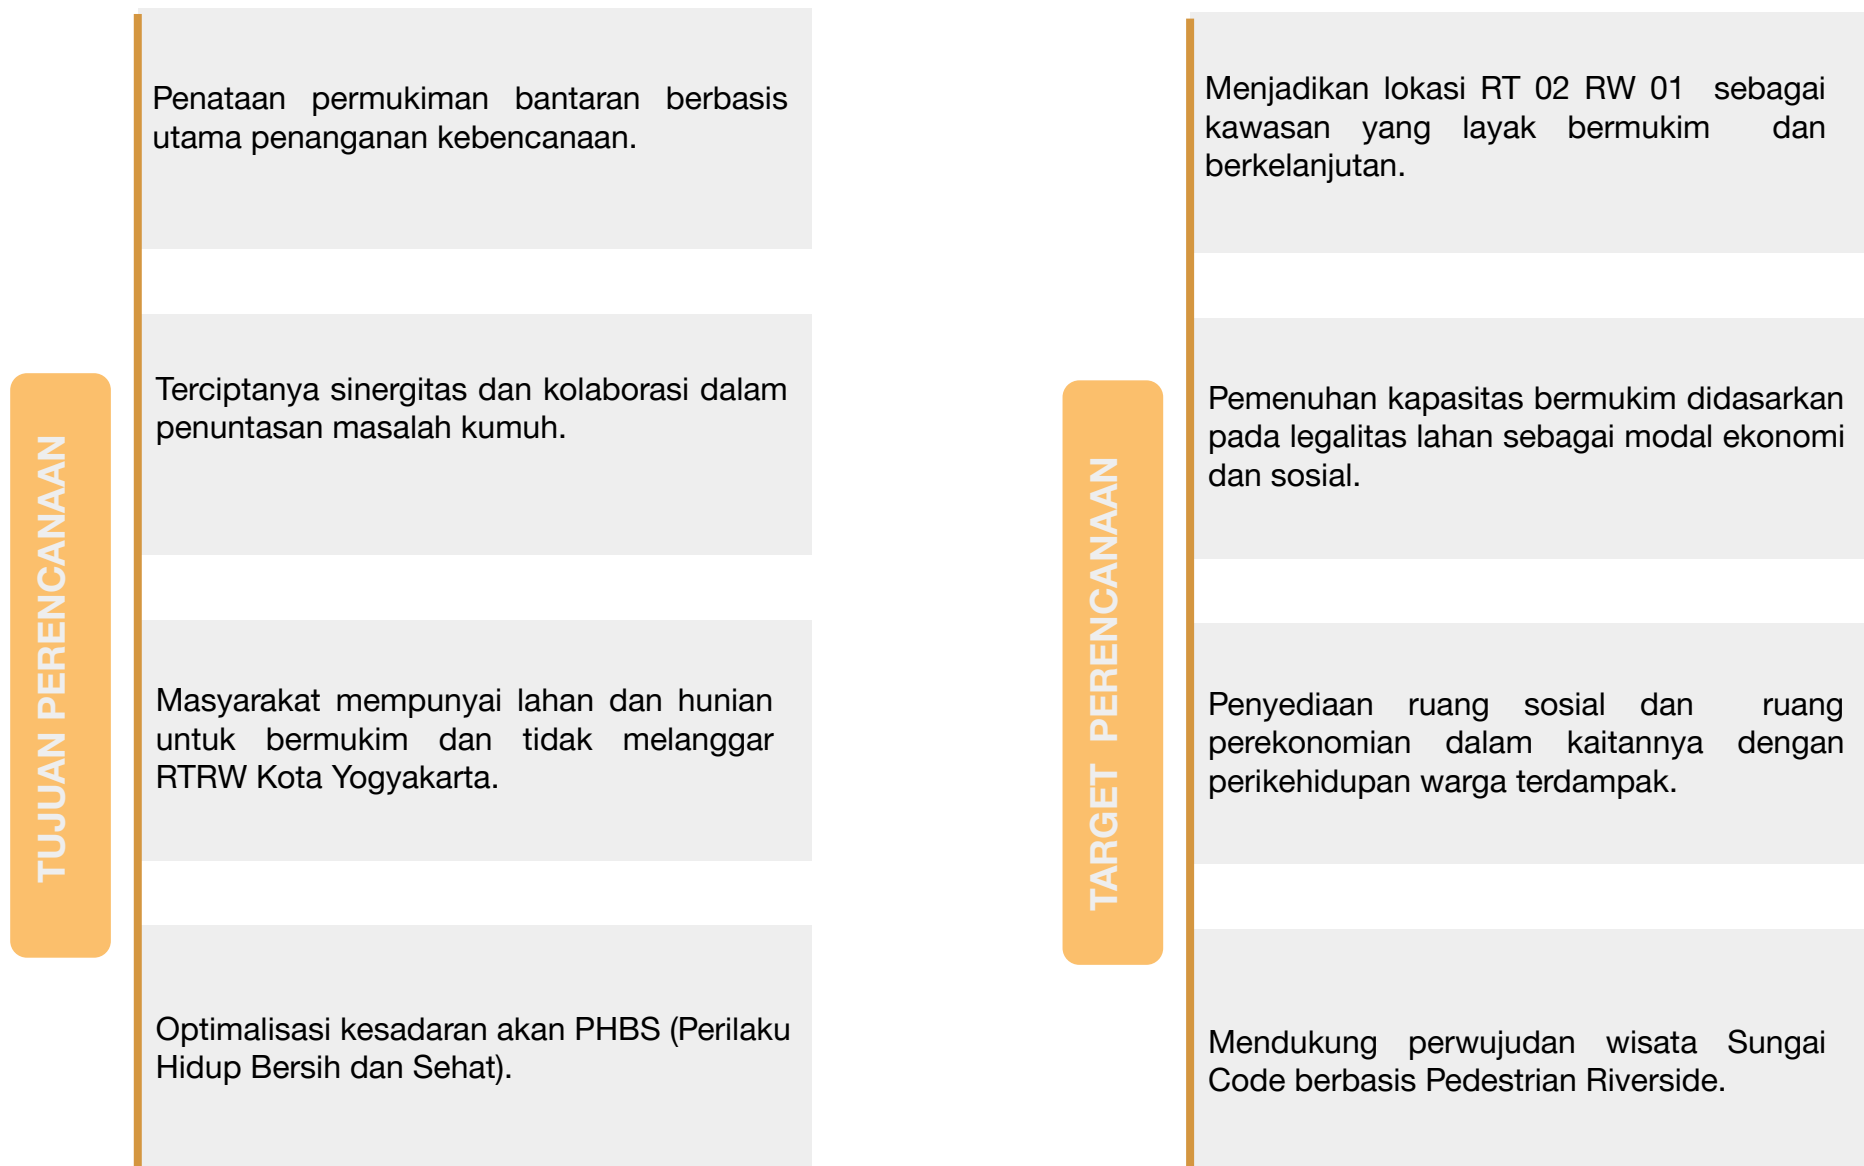 TUJUAN PERENCANAAN
Penataan permukiman bantaran berbasis
utama penanganan kebencanaan.
Terciptanya sinergitas dan kolaborasi dalam
penuntasan masalah kumuh.
Masyarakat mempunyai lahan dan hunian
untuk bermukim dan tidak melanggar
RTRW Kota Yogyakarta.
Optimalisasi kesadaran akan PHBS (Perilaku
Hidup Bersih dan Sehat).
TARGET PERENCANAAN
Menjadikan lokasi RT 02 RW 01 sebagai
kawasan yang layak bermukim dan
berkelanjutan.
Pemenuhan kapasitas bermukim didasarkan
pada legalitas lahan sebagai modal ekonomi
dan sosial.
Penyediaan ruang sosial dan ruang
perekonomian dalam kaitannya dengan
perikehidupan warga terdampak.
Mendukung perwujudan wisata Sungai
Code berbasis Pedestrian Riverside.